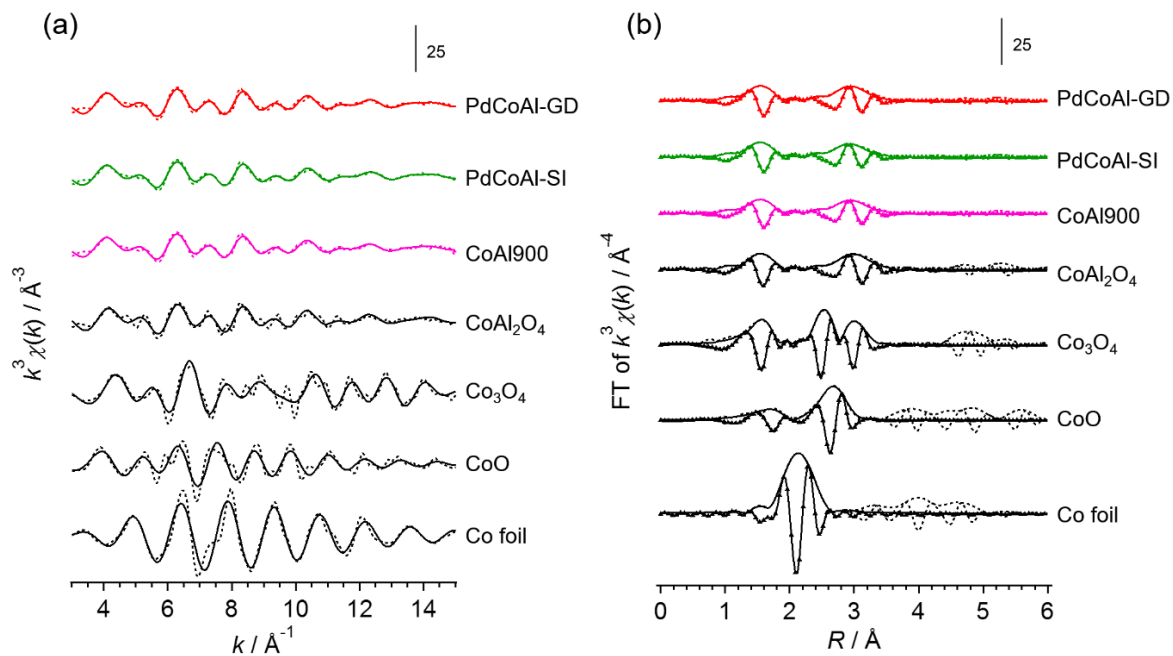 (a)
25
PdCoAl-GD
PdCoAl-SI
CoAl900
CoAl₂O₄
Co₃O₄
CoO
Co foil
k³ χ(k) / Å⁻³
4 6 8 10 12 14
k / Å⁻¹
(b)
25
PdCoAl-GD
PdCoAl-SI
CoAl900
CoAl₂O₄
Co₃O₄
CoO
Co foil
FT of k³ χ(k) / Å⁻⁴
0 1 2 3 4 5 6
R / Å